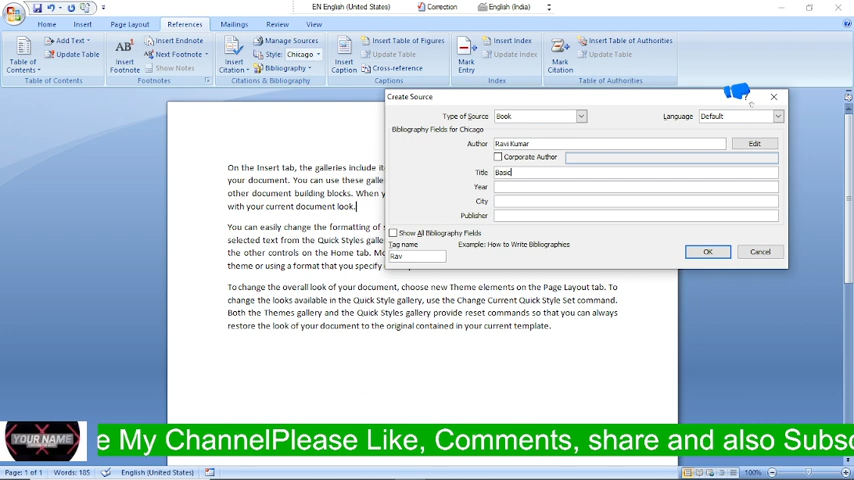 EN English (United States) Correction English (India)
Home Insert Page Layout References Mailings Review View
Add Text Update Table
Table of Contents
Table of Contents
AB¹ Insert Endnote Next Footnote Show Notes
Insert Footnote
Footnotes
Insert Citation
Manage Sources
Style: Chicago
Bibliography
Citations & Bibliography
Insert Caption
Insert Table of Figures
Update Table
Cross-reference
Captions
Mark Entry
Insert Index
Update Index
Index
Mark Citation
Insert Table of Authorities
Update Table
Table of Authorities
Create Source
Type of Source Book Language Default
Bibliography Fields for Chicago
Author Ravi Kumar Edit
Corporate Author
Title Basic
Year
City
Publisher
Show All Bibliography Fields
Tag name Example: How to Write Bibliographies
Rav
OK Cancel
On the Insert tab, the galleries include
your document. You can use these
other document building blocks. When
with your current document look.
You can easily change the formatting of
selected text from the Quick Styles
the other controls on the Home tab.
theme or using a format that you specify
To change the overall look of your document, choose new Theme elements on the Page Layout tab. To
change the looks available in the Quick Style gallery, use the Change Current Quick Style Set command.
Both the Themes gallery and the Quick Styles gallery provide reset commands so that you can always
restore the look of your document to the original contained in your current template.
YOUR NAME
e My ChannelPlease Like, Comments, share and also Subsc
Page: 1 of 1 Words: 185 English (United States) 100%